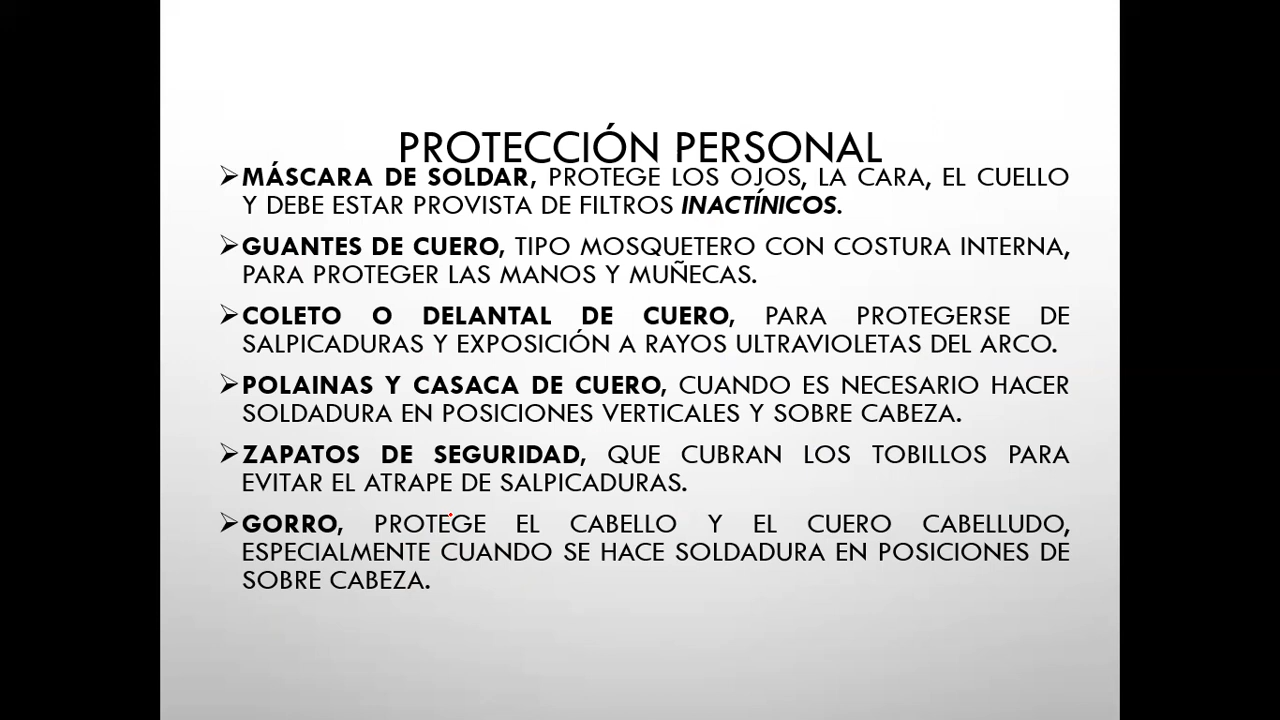 PROTECCIÓN PERSONAL
➢MÁSCARA DE SOLDAR, PROTEGE LOS OJOS, LA CARA, EL CUELLO
Y DEBE ESTAR PROVISTA DE FILTROS INACTÍNICOS.
➢GUANTES DE CUERO, TIPO MOSQUETERO CON COSTURA INTERNA,
PARA PROTEGER LAS MANOS Y MUÑECAS.
➢COLETO O DELANTAL DE CUERO, PARA PROTEGERSE DE
SALPICADURAS Y EXPOSICIÓN A RAYOS ULTRAVIOLETAS DEL ARCO.
➢POLAINAS Y CASACA DE CUERO, CUANDO ES NECESARIO HACER
SOLDADURA EN POSICIONES VERTICALES Y SOBRE CABEZA.
➢ZAPATOS DE SEGURIDAD, QUE CUBRAN LOS TOBILLOS PARA
EVITAR EL ATRAPE DE SALPICADURAS.
➢GORRO, PROTEGE EL CABELLO Y EL CUERO CABELLUDO,
ESPECIALMENTE CUANDO SE HACE SOLDADURA EN POSICIONES DE
SOBRE CABEZA.